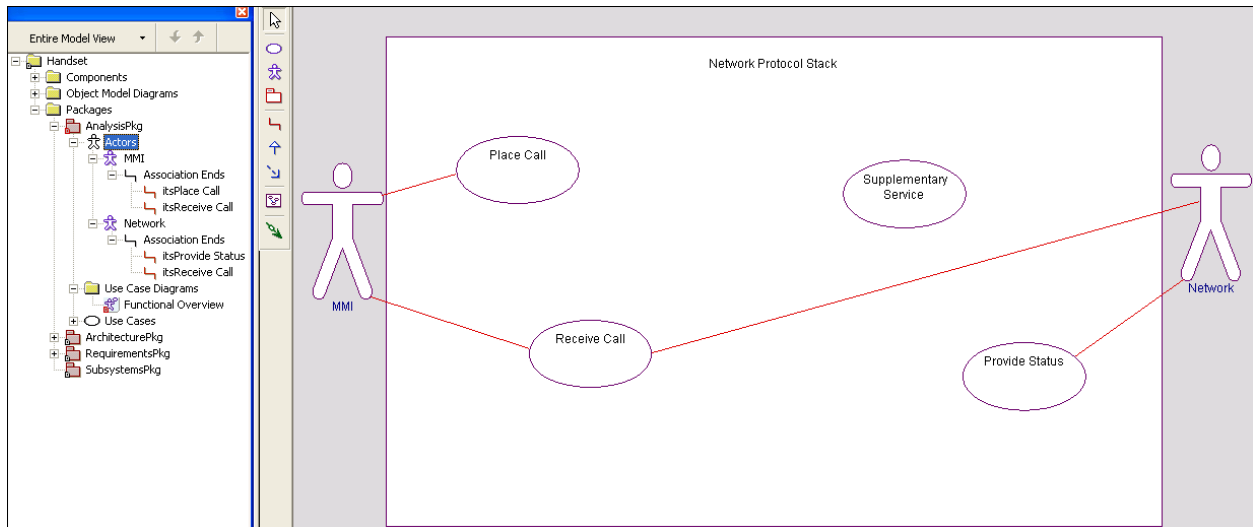 Entire Model View
Handset
Components
Object Model Diagrams
Packages
AnalysisPkg
Actors
MMI
Association Ends
itsPlace Call
itsReceive Call
Network
Association Ends
itsProvide Status
itsReceive Call
Use Case Diagrams
Functional Overview
Use Cases
ArchitecturePkg
RequirementsPkg
SubsystemsPkg
Network Protocol Stack
Place Call
Supplementary
Service
MMI
Network
Receive Call
Provide Status